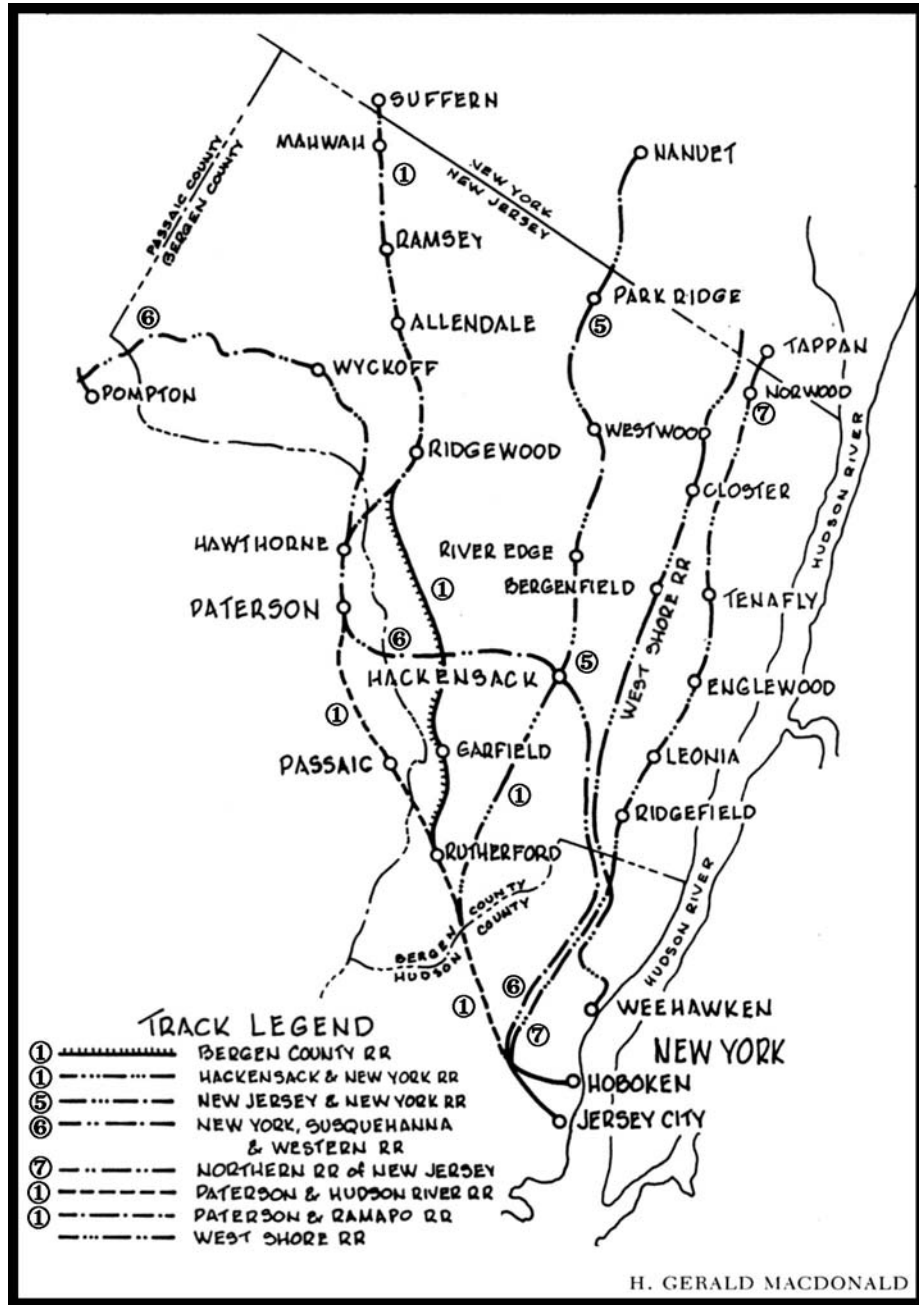 SUFFERN
MAHWAH
①
NEW YORK
NEW JERSEY
NANUET
PASSAIC COUNTY
BERGEN COUNTY
RAMSEY
PARK RIDGE
⑤
⑥
ALLENDALE
TAPPAN
WYCKOFF
POMPTON
NORWOOD
⑦
WESTWOOD
RIDGEWOOD
CLOSTER
HUDSON RIVER
HAWTHORNE
RIVER EDGE
BERGENFIELD
①
TENAFLY
PATERSON
WEST SHORE RR
⑥
HACKENSACK
⑤
ENGLEWOOD
①
PASSAIC
GARFIELD
LEONIA
①
RIDGEFIELD
RUTHERFORD
BERGEN COUNTY
HUDSON COUNTY
HUDSON RIVER
⑥
①
WEEHAWKEN
⑦
NEW YORK
HOBOKEN
JERSEY CITY
TRACK LEGEND
① BERGEN COUNTY RR
① HACKENSACK & NEW YORK RR
⑤ NEW JERSEY & NEW YORK RR
⑥ NEW YORK, SUSQUEHANNA
& WESTERN RR
⑦ NORTHERN RR of NEW JERSEY
① PATERSON & HUDSON RIVER RR
① PATERSON & RAMAPO RR
WEST SHORE RR
H. GERALD MACDONALD